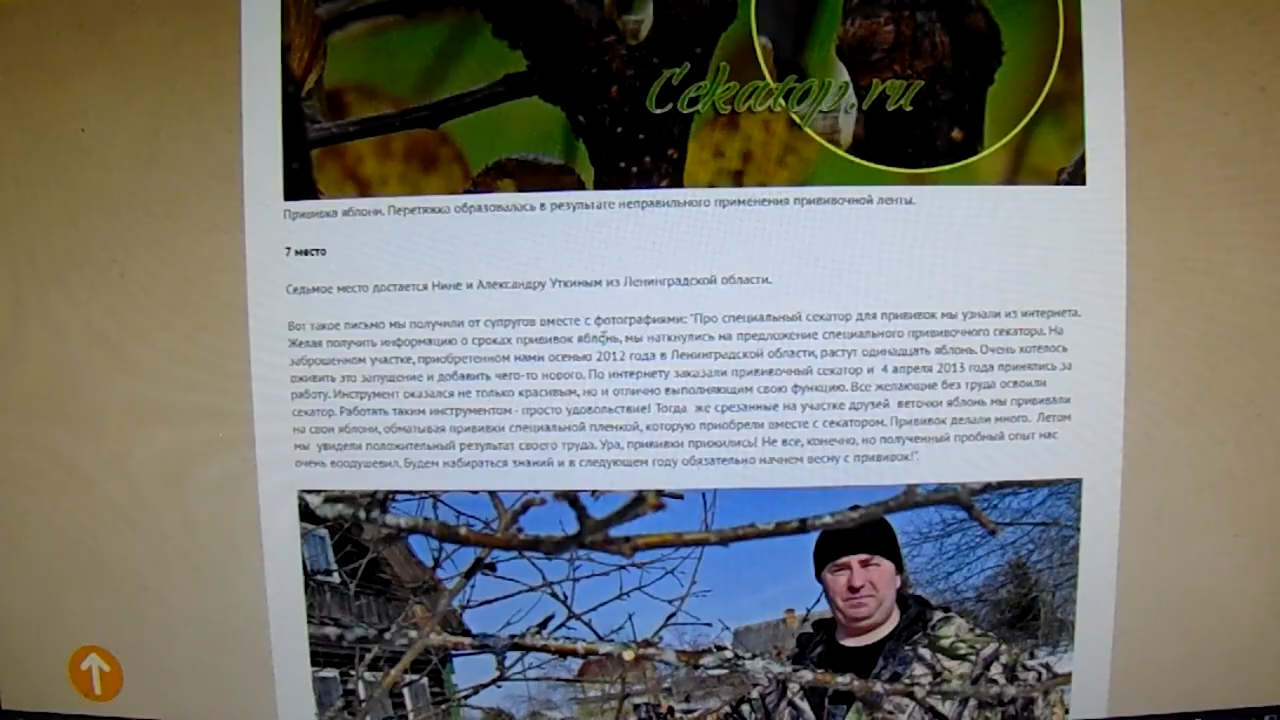 Cekatop.ru
Прививка яблони. Перетяжка образовалась в результате неправильного применения прививочной ленты.
7 место
Седьмое место достается Нине и Александру Уткиным из Ленинградской области.
Вот такое письмо мы получили от супругов вместе с фотографиями: "Про специальный секатор для прививок мы узнали из интернета.
Желая получить информацию о сроках прививок яблонь, мы наткнулись на предложение специального прививочного секатора. На
заброшенном участке, приобретенном нами осенью 2012 года в Ленинградской области, растут одинадцать яблонь. Очень хотелось
оживить это запущение и добавить чего-то нового. По интернету заказали прививочный секатор и 4 апреля 2013 года принялись за
работу. Инструмент оказался не только красивым, но и отлично выполняющим свою функцию. Все желающие без труда освоили
секатор. Работать таким инструментом - просто удовольствие! Тогда же срезанные на участке друзей веточки яблонь мы прививали
на свои яблони, обматывая прививки специальной пленкой, которую приобрели вместе с секатором. Прививок делали много. Летом
мы увидели положительный результат своего труда. Ура, прививки прижились! Не все, конечно, но полученный пробный опыт нас
очень воодушевил. Будем набираться знаний и в следующем году обязательно начнем весну с прививок!".